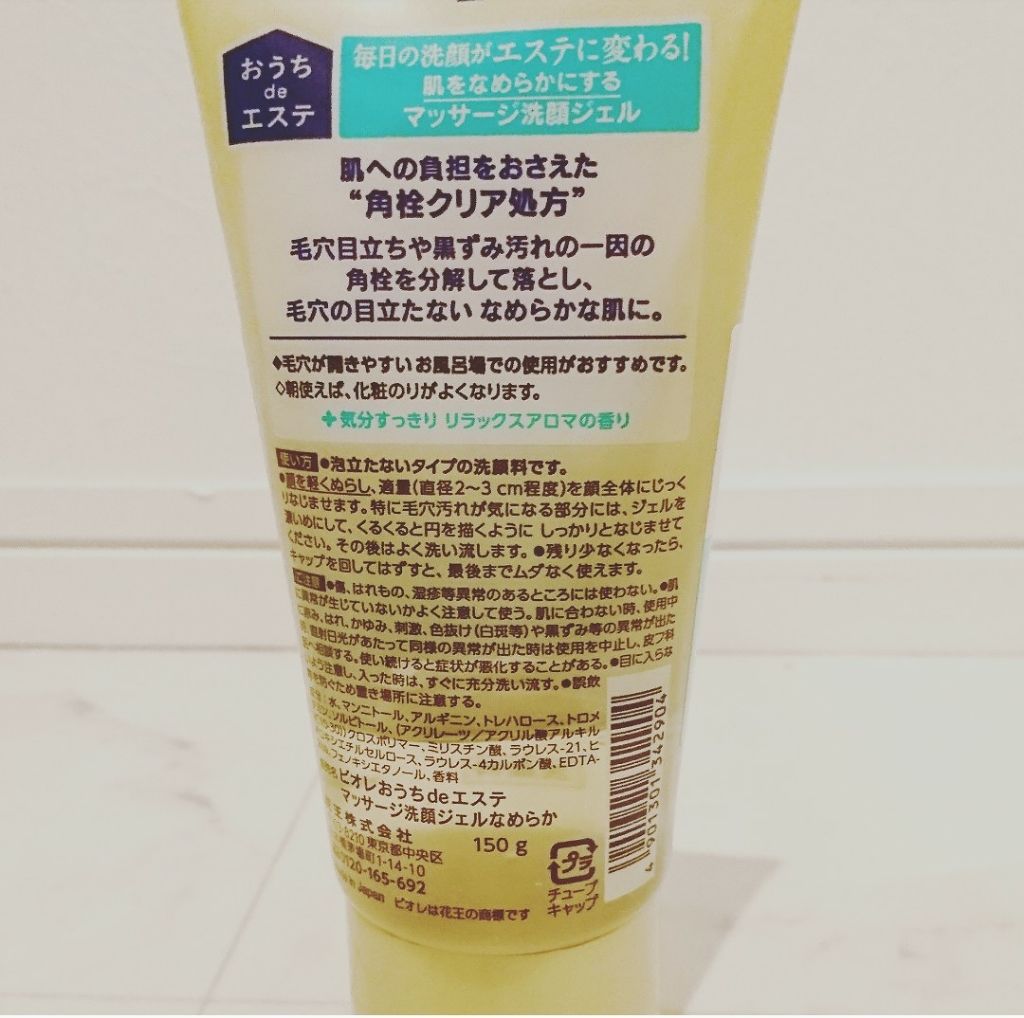 おうち
de
エステ
毎日の洗顔がエステに変わる!
肌をなめらかにする
マッサージ洗顔ジェル
肌への負担をおさえた
“角栓クリア処方”
毛穴目立ちや黒ずみ汚れの一因の
角栓を分解して落とし、
毛穴の目立たない なめらかな肌に。
◆毛穴が開きやすい お風呂場での使用がおすすめです。
◇朝使えば、化粧のりがよくなります。
気分すっきり リラックスアロマの香り
使い方 ●泡立たないタイプの洗顔料です。
を軽くぬらし、適量(直径2〜3 cm程度)を顔全体にじっく
りなじませます。特に毛穴汚れが気になる部分には、ジェルを
濃いめにして、くるくると円を描くように しっかりとなじませて
ください。その後はよく洗い流します。●残り少なくなったら、
キャップを回してはずすと、最後までムダなく使えます。
ご注意 ●傷、はれもの、湿疹等異常のあるところには使わない。●肌
に異常が生じていないかよく注意して使う。肌に合わない時、使用中
に赤み、はれ、かゆみ、刺激、色抜け(白斑等)や黒ずみ等の異常が出た
時、直射日光があたって同様の異常が出た時は使用を中止し、皮フ科
医へ相談する。使い続けると症状が悪化することがある。●目に入らな
いよう注意し、入った時は、すぐに充分洗い流す。●誤飲
等を防ぐため置き場所に注意する。
水、マンニトール、アルギニン、トレハロース、トロメ
ソルビトール、(アクリレーツ/アクリル酸アルキル
クロスポリマー、ミリスチン酸、ラウレス-21、ヒ
ドロキシエチルセルロース、ラウレス-4カルボン酸、EDTA-
フェノキシエタノール、香料
ビオレおうちdeエステ
マッサージ洗顔ジェルなめらか
花王株式会社
8210 東京都中央区
町1-14-10
0120-165-692
150 g
in Japan ビオレは花王の商標です
プラ
チューブ
キャップ
4 901301 342904